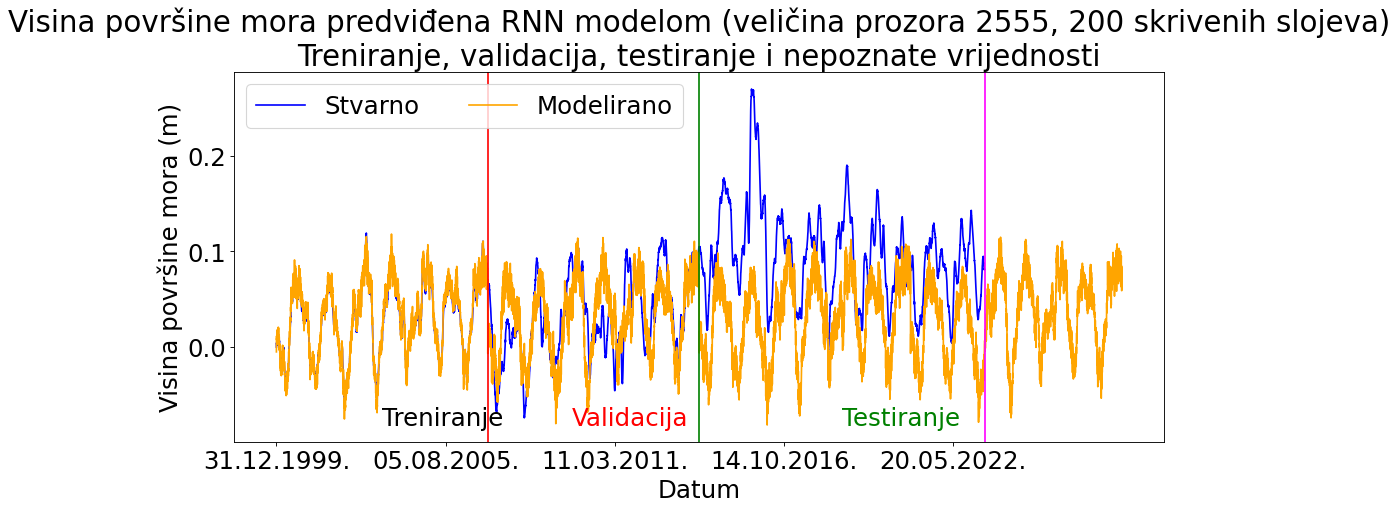 Visina površine mora predviđena RNN modelom (veličina prozora 2555, 200 skrivenih slojeva)
Treniranje, validacija, testiranje i nepoznate vrijednosti
Stvarno Modelirano
Visina površine mora (m)
0.2
0.1
0.0
Treniranje Validacija Testiranje
31.12.1999. 05.08.2005. 11.03.2011. 14.10.2016. 20.05.2022.
Datum